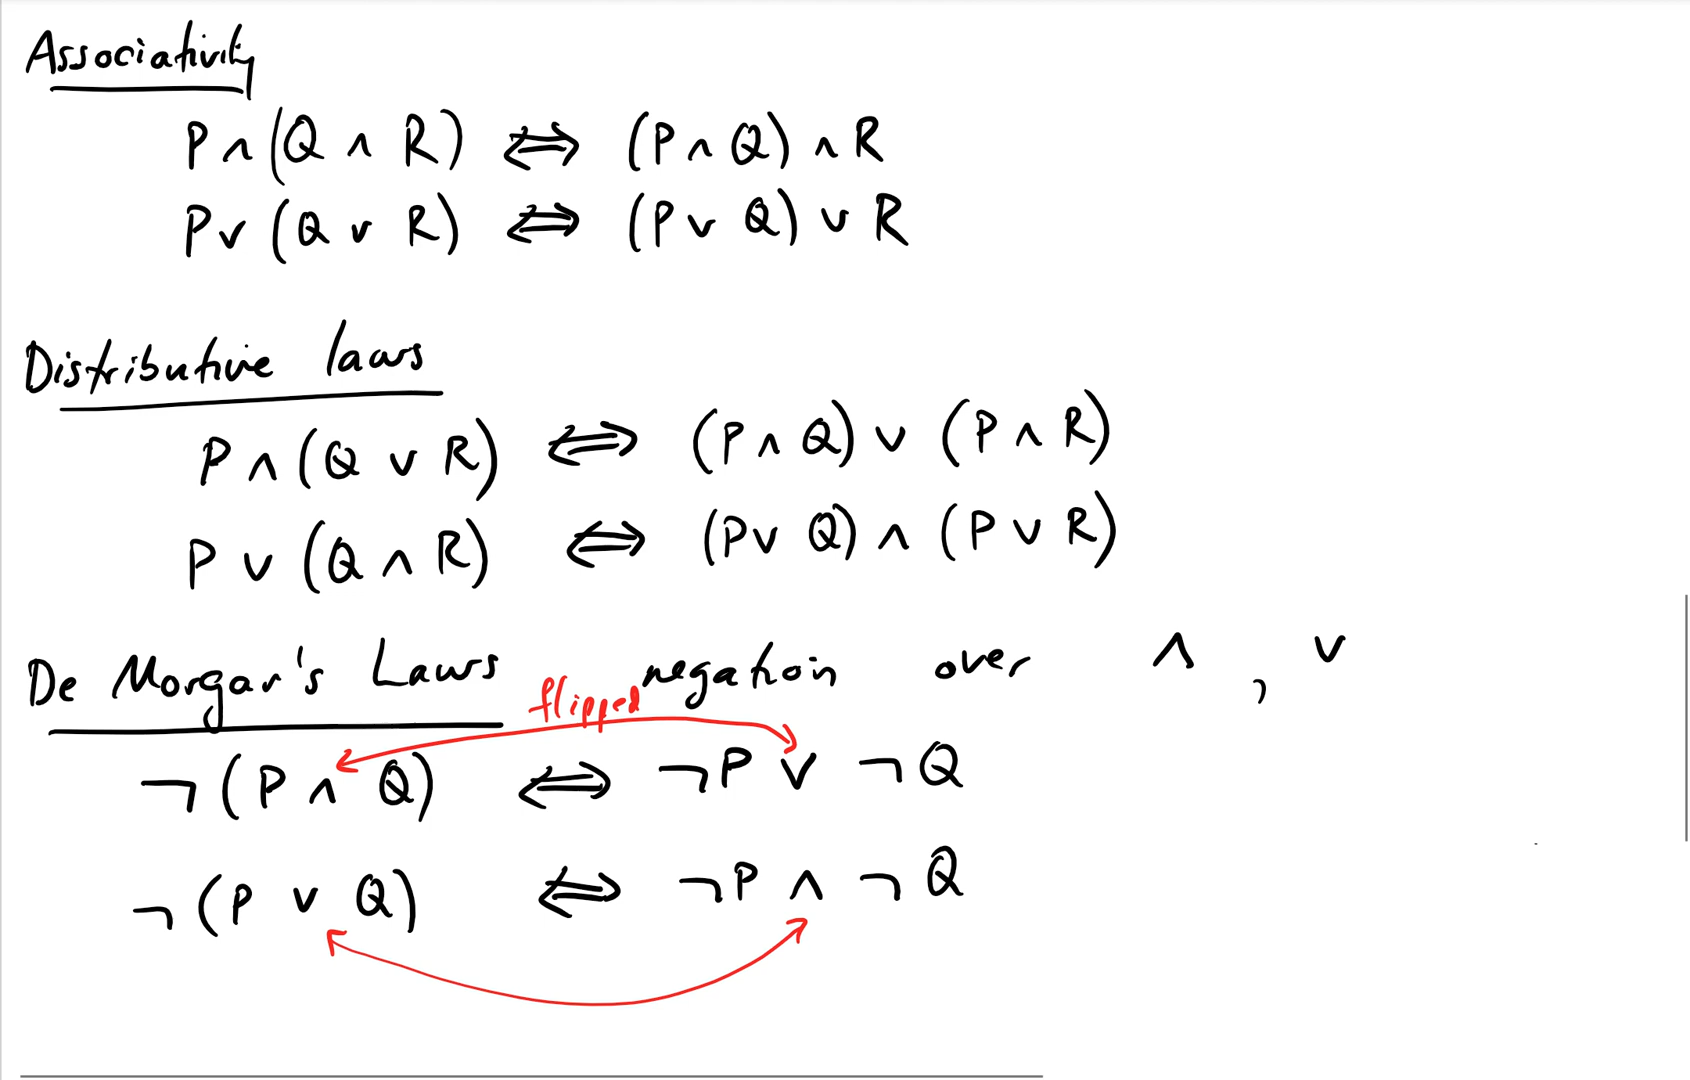 Associativity
P ∧ (Q ∧ R) ⟺ (P ∧ Q) ∧ R
P ∨ (Q ∨ R) ⟺ (P ∨ Q) ∨ R
Distributive laws
P ∧ (Q ∨ R) ⟺ (P ∧ Q) ∨ (P ∧ R)
P ∨ (Q ∧ R) ⟺ (P ∨ Q) ∧ (P ∨ R)
De Morgan's Laws negation over ∧ , ∨
flipped
¬(P ∧ Q) ⟺ ¬P ∨ ¬Q
¬(P ∨ Q) ⟺ ¬P ∧ ¬Q